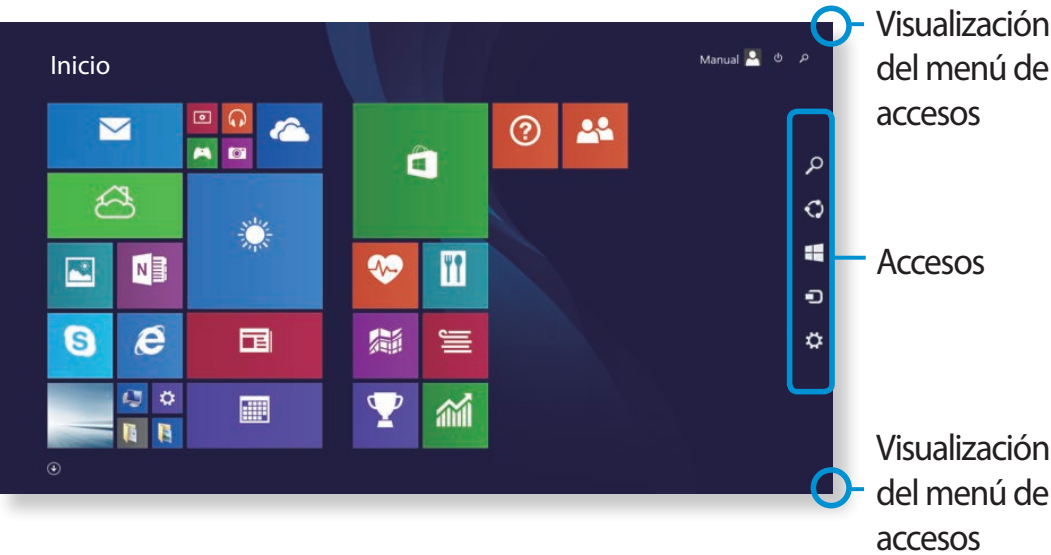 Inicio
Manual
Visualización
del menú de
accesos
Accesos
Visualización
del menú de
accesos